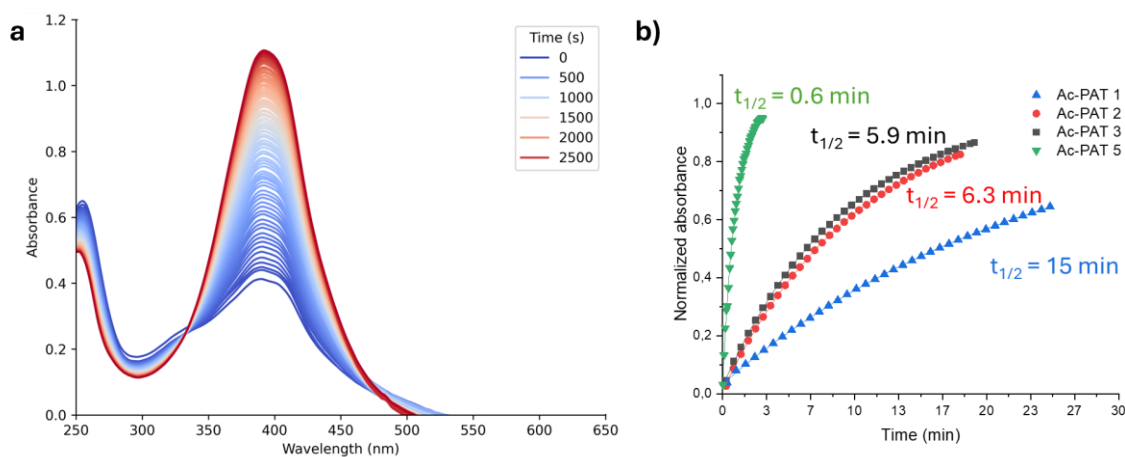 a
1.2
1.0
0.8
0.6
0.4
0.2
0.0
Absorbance
250
300
350
400
450
500
550
600
650
Wavelength (nm)
Time (s)
0
500
1000
1500
2000
2500
b)
1,0
0,8
0,6
0,4
0,2
0,0
Normalized absorbance
0
3
7
10
13
17
20
23
27
30
Time (min)
t1/2 = 0.6 min
t1/2 = 5.9 min
t1/2 = 6.3 min
t1/2 = 15 min
Ac-PAT 1
Ac-PAT 2
Ac-PAT 3
Ac-PAT 5